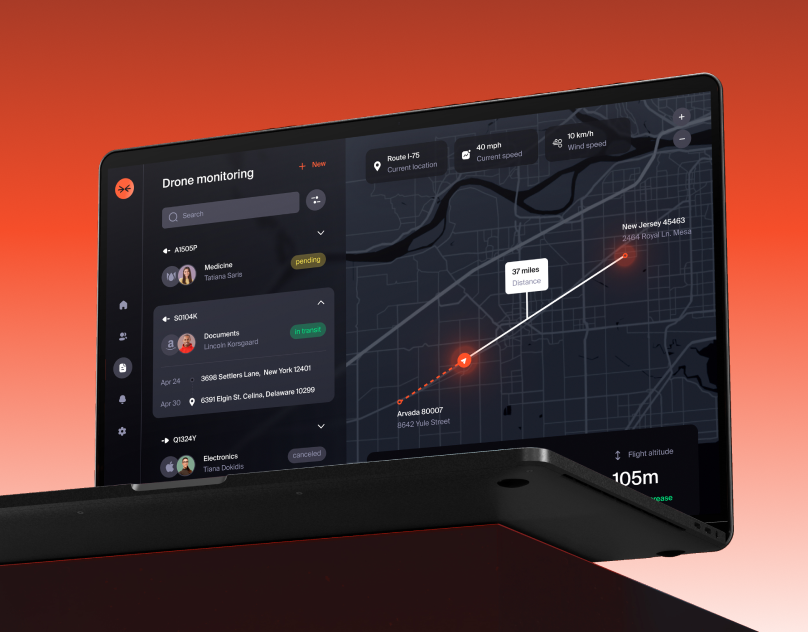 Drone monitoring
+ New
Search
A1505P
Medicine
Tatiana Saris
pending
S0104K
a
Documents
Lincoln Korsgaard
in transit
Apr 24
3698 Settlers Lane, New York 12401
Apr 30
6391 Elgin St. Celina, Delaware 10299
Q1324Y
Electronics
Tiana Dokidis
canceled
Route I-75
Current location
40 mph
Current speed
10 km/h
Wind speed
+
−
New Jersey 45463
2464 Royal Ln. Mesa
37 miles
Distance
Arvada 80007
8642 Yule Street
Flight altitude
105m